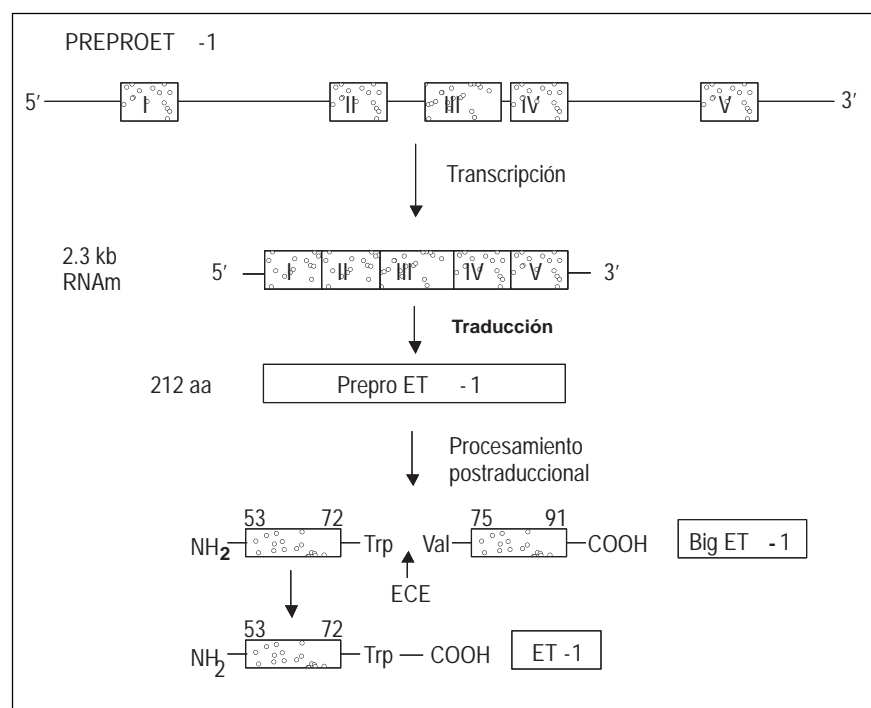 PREPROET -1
5′ I II III IV V 3′
Transcripción
2.3 kb
RNAm
5′ I II III IV V 3′
Traducción
212 aa
Prepro ET -1
Procesamiento
postraduccional
53 72 75 91
NH2 Trp Val COOH Big ET -1
ECE
53 72
NH2 Trp COOH ET -1